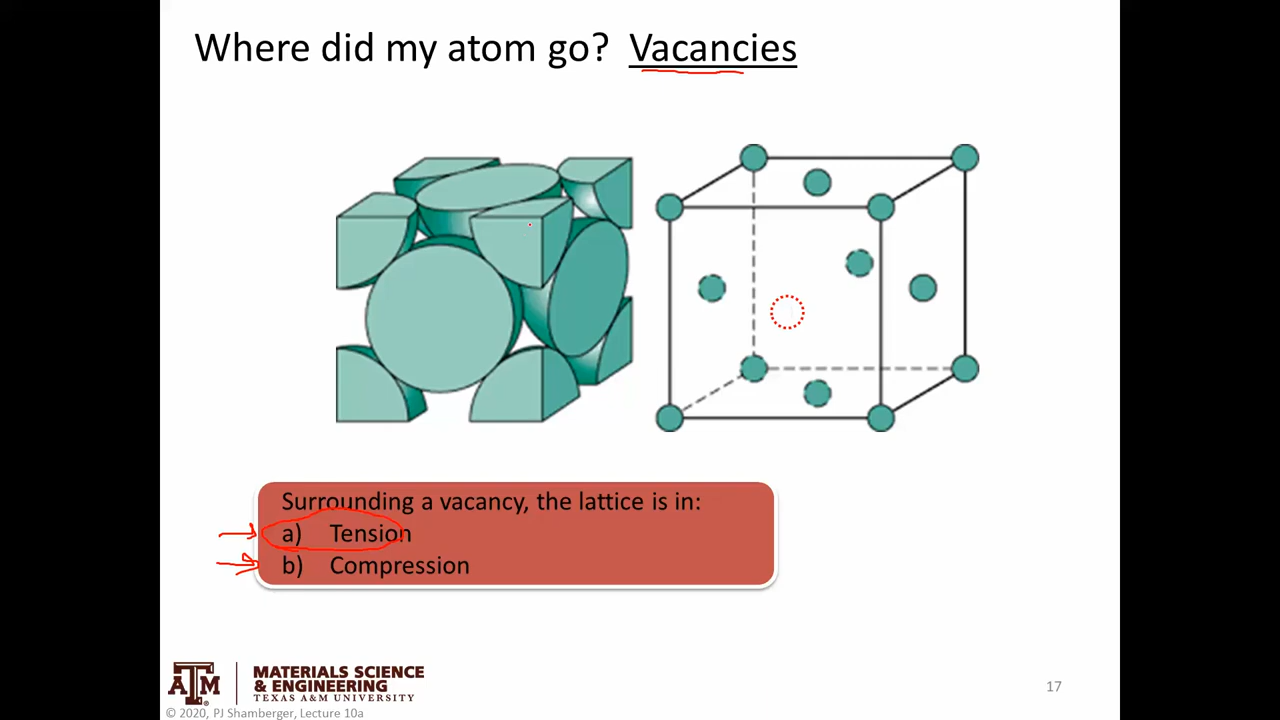 Where did my atom go? Vacancies
Surrounding a vacancy, the lattice is in:
a) Tension
b) Compression
ATM
MATERIALS SCIENCE
& ENGINEERING
TEXAS A&M UNIVERSITY
© 2020, PJ Shamberger, Lecture 10a
17